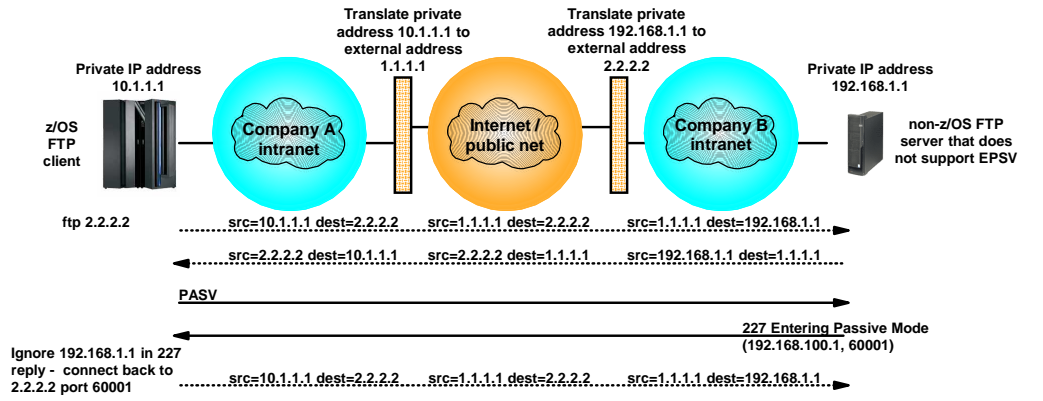 Translate private
address 10.1.1.1 to
external address
1.1.1.1
Translate private
address 192.168.1.1 to
external address
2.2.2.2
Private IP address
10.1.1.1
Private IP address
192.168.1.1
z/OS
FTP
client
Company A
intranet
Internet /
public net
Company B
intranet
non-z/OS FTP
server that does
not support EPSV
ftp 2.2.2.2
src=10.1.1.1 dest=2.2.2.2
src=1.1.1.1 dest=2.2.2.2
src=1.1.1.1 dest=192.168.1.1
src=2.2.2.2 dest=10.1.1.1
src=2.2.2.2 dest=1.1.1.1
src=192.168.1.1 dest=1.1.1.1
PASV
227 Entering Passive Mode
(192.168.100.1, 60001)
Ignore 192.168.1.1 in 227
reply - connect back to
2.2.2.2 port 60001
src=10.1.1.1 dest=2.2.2.2
src=1.1.1.1 dest=2.2.2.2
src=1.1.1.1 dest=192.168.1.1